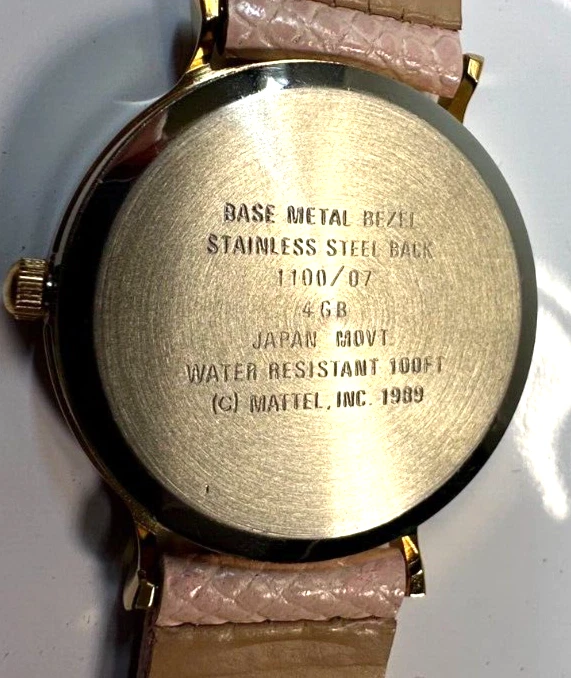 BASE METAL BEZEL
STAINLESS STEEL BACK
1100/07
4GB
JAPAN MOVT.
WATER RESISTANT 100FT
(C) MATTEL, INC. 1989